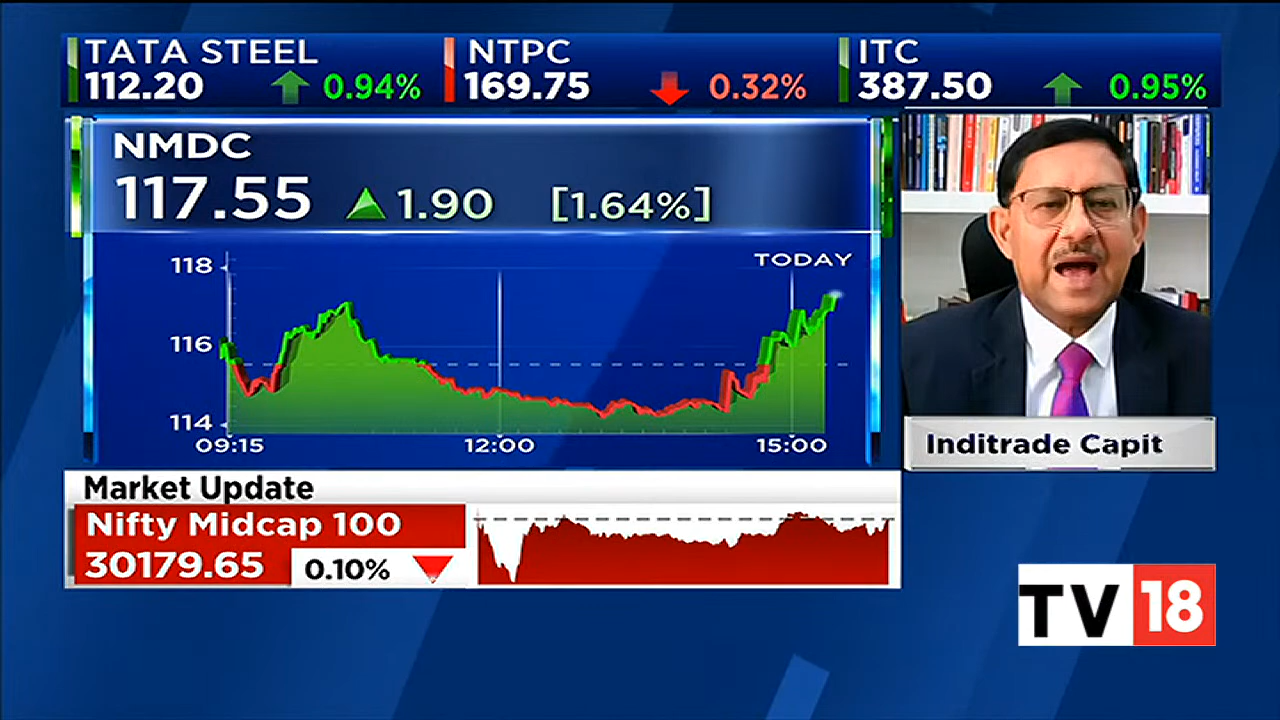 TATA STEEL
112.20 0.94%
NTPC
169.75 0.32%
ITC
387.50 0.95%
NMDC
117.55 1.90 [1.64%]
TODAY
118
116
114
09:15 12:00 15:00
Inditrade Capit
Market Update
Nifty Midcap 100
30179.65 0.10%
TV18